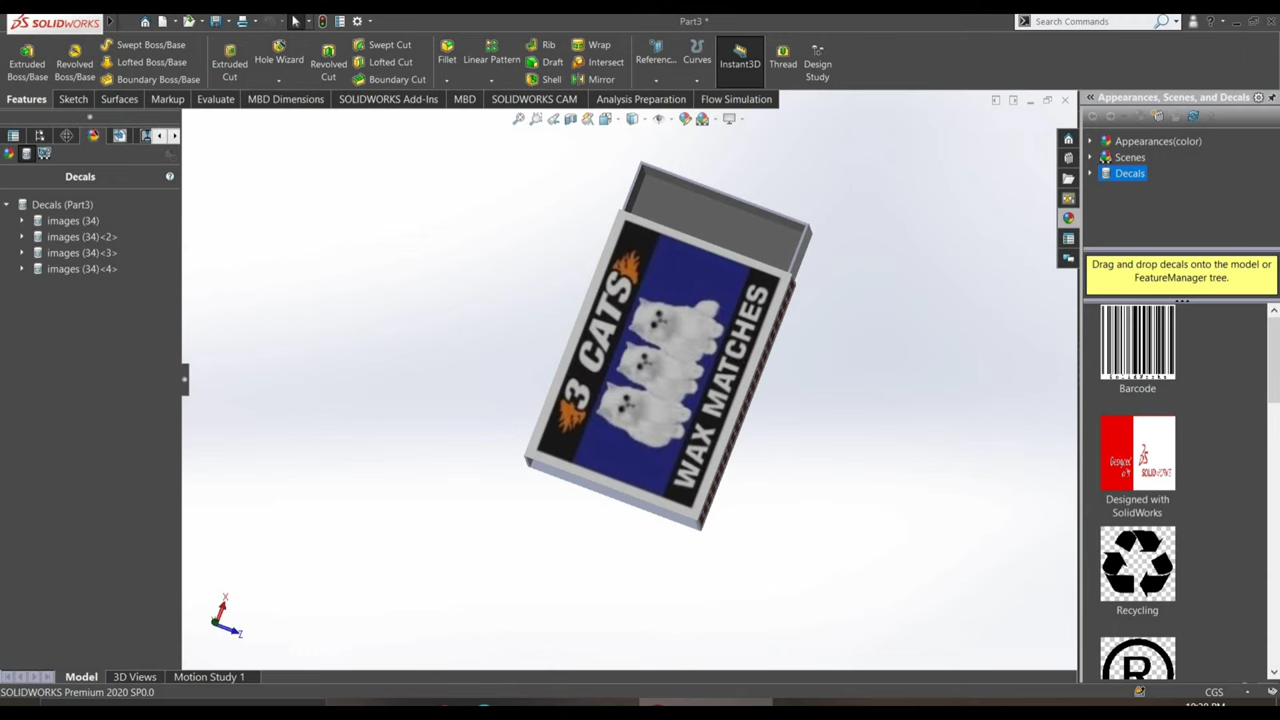 SOLIDWORKS
Part3 *
Search Commands
Extruded Boss/Base
Revolved Boss/Base
Swept Boss/Base
Lofted Boss/Base
Boundary Boss/Base
Extruded Cut
Hole Wizard
Revolved Cut
Swept Cut
Lofted Cut
Boundary Cut
Fillet
Linear Pattern
Rib
Draft
Shell
Wrap
Intersect
Mirror
Referenc...
Curves
Instant3D
Thread
Design Study
Features Sketch Surfaces Markup Evaluate MBD Dimensions SOLIDWORKS Add-Ins MBD SOLIDWORKS CAM Analysis Preparation Flow Simulation
Decals
Decals (Part3)
images (34)
images (34)<2>
images (34)<3>
images (34)<4>
3 CATS
WAX MATCHES
X
Z
Appearances, Scenes, and Decals
Appearances(color)
Scenes
Decals
Drag and drop decals onto the model or
FeatureManager tree.
Barcode
Designed with
SolidWorks
Recycling
R
Model 3D Views Motion Study 1
SOLIDWORKS Premium 2020 SP0.0
CGS